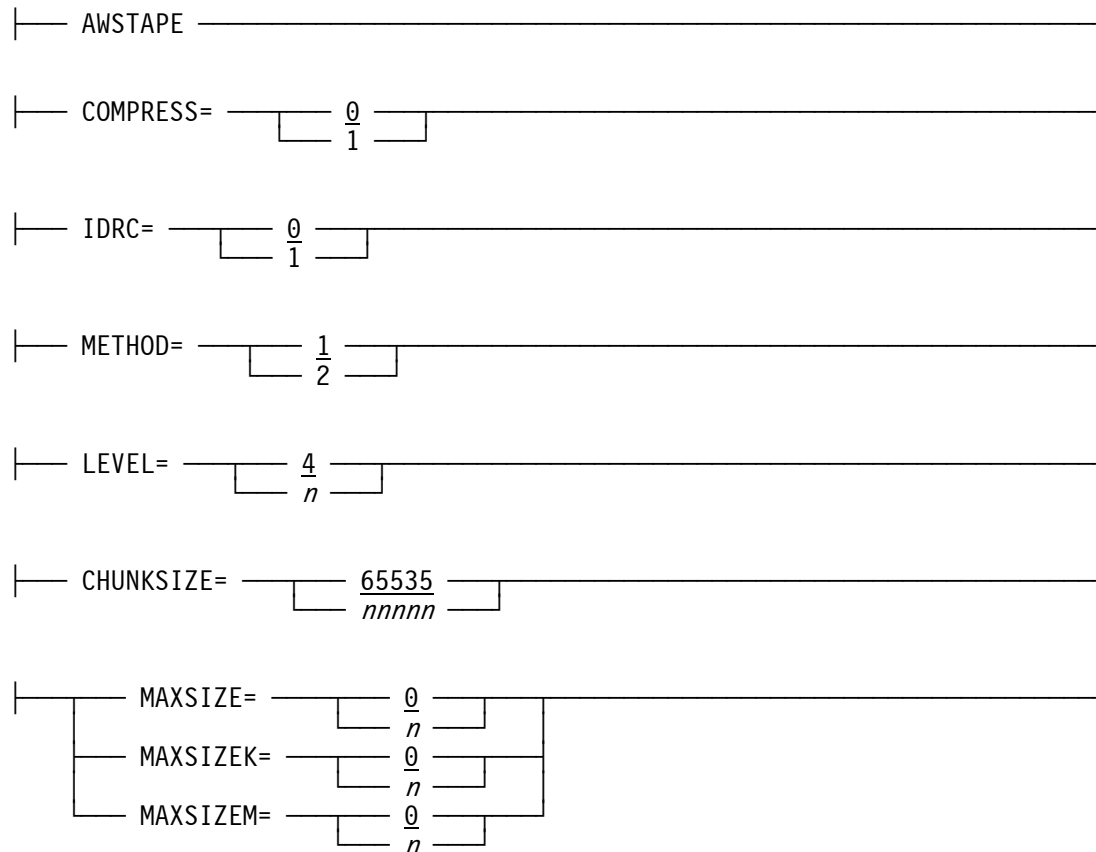 AWSTAPE
COMPRESS= 0
1
IDRC= 0
1
METHOD= 1
2
LEVEL= 4
n
CHUNKSIZE= 65535
nnnnn
MAXSIZE= 0
n
MAXSIZEK= 0
n
MAXSIZEM= 0
n